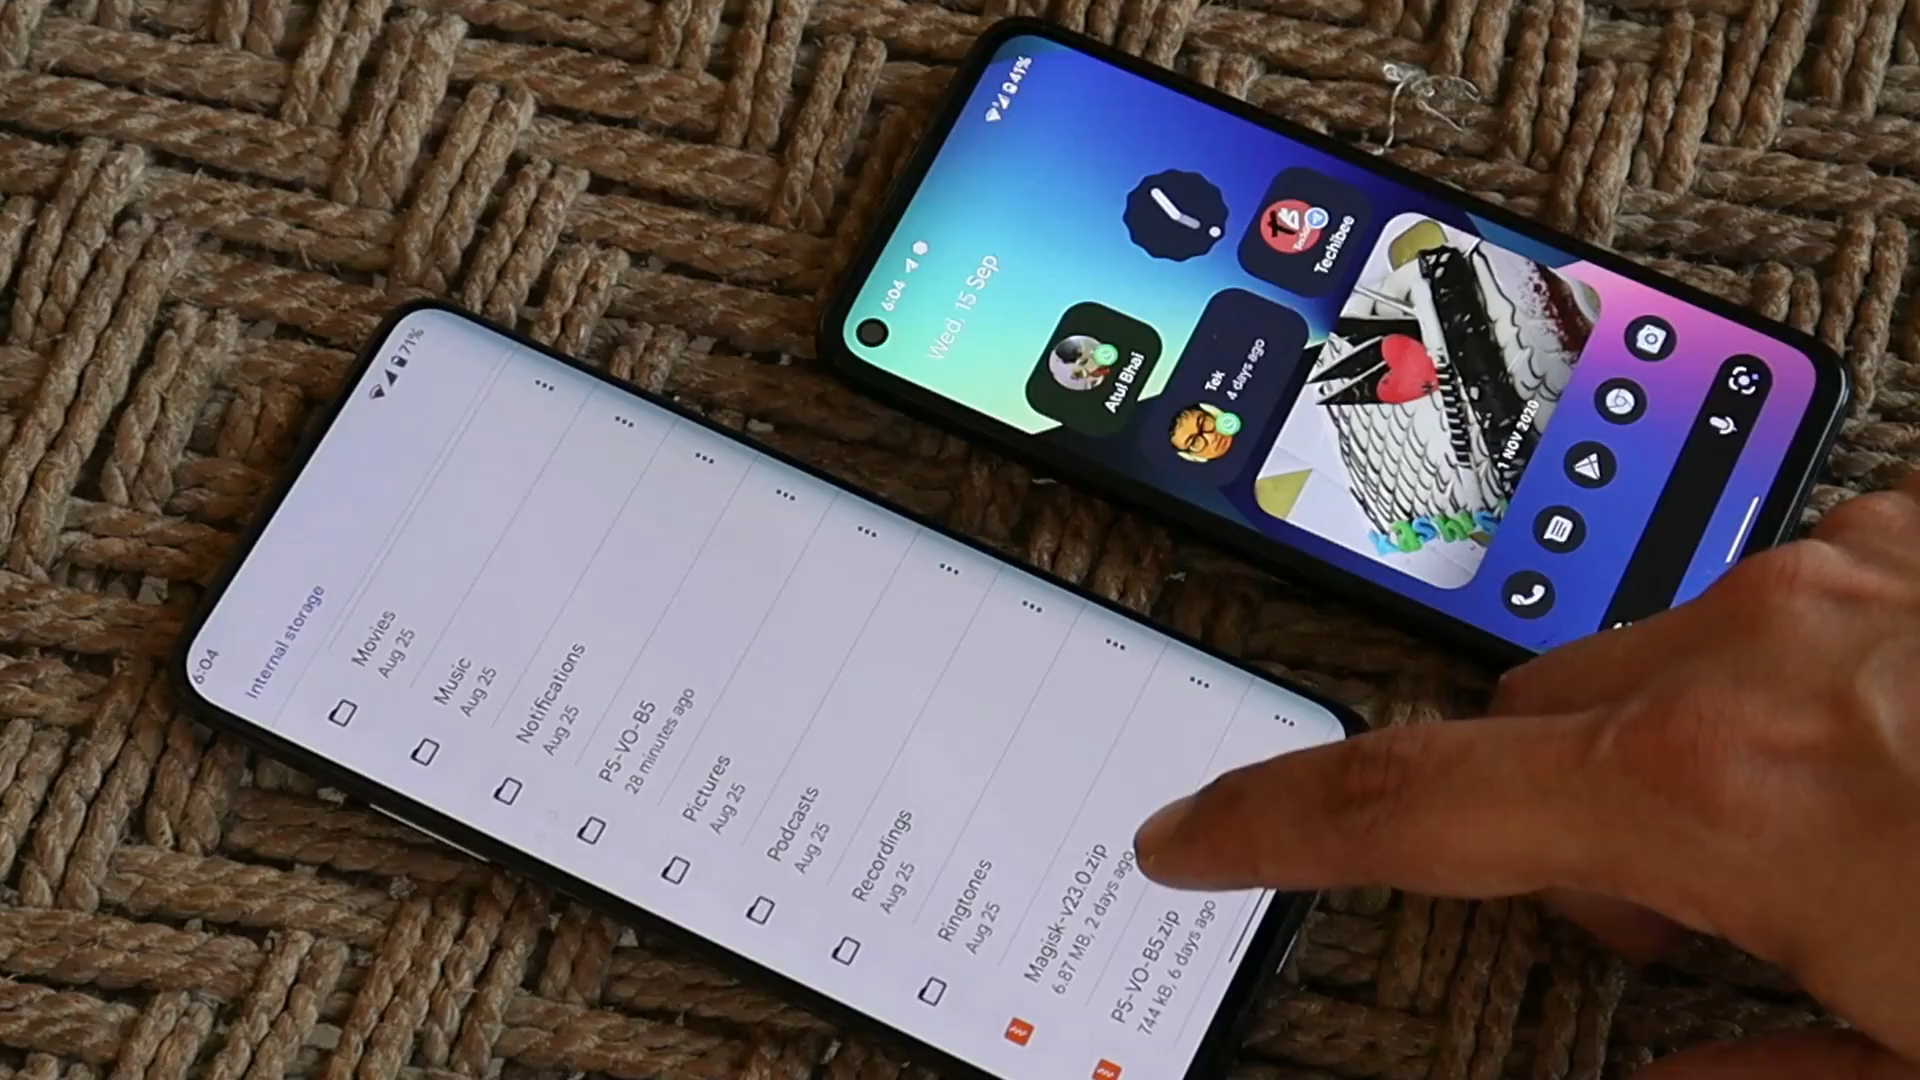 6:04
71%
Internal storage
Movies
Aug 25
Music
Aug 25
Notifications
Aug 25
P5-VO-B5
28 minutes ago
Pictures
Aug 25
Podcasts
Aug 25
Recordings
Aug 25
Ringtones
Aug 25
Magisk-v23.0.zip
6.87 MB, 2 days ago
P5-VO-B5.zip
744 kB, 6 days ago
6:04
41%
Wed, 15 Sep
Atul Bhai
Tek
4 days ago
tB
Techibee
1 NOV 2020